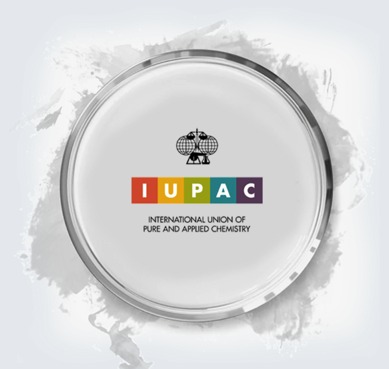 IUPAC
INTERNATIONAL UNION OF
PURE AND APPLIED CHEMISTRY